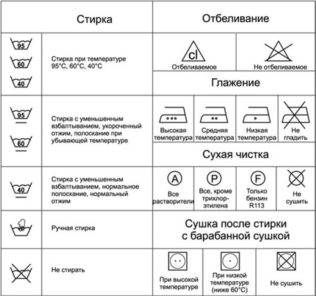 Стирка
Отбеливание
95
60
40
Стирка при температуре
95°С, 60°С, 40°С
cl
Отбеливаемое
Не отбеливаемое
Глажение
95
60
Стирка с уменьшенным
взбалтыванием, укороченный
отжим, полоскание при
убывающей температуре
Высокая
температура
Средняя
температура
Низкая
температура
Не
гладить
Сухая чистка
40
Стирка с уменьшенным
взбалтыванием, нормальное
полоскание, нормальный
отжим
A
P
F
Все
растворители
Все, кроме
трихлор-
этилена
Только
бензин
R113
Не
сушить
Ручная стирка
Сушка после стирки
с барабанной сушкой
Не стирать
При высокой
температуре
При низкой
температуре
(ниже 60°С)
Не сушить